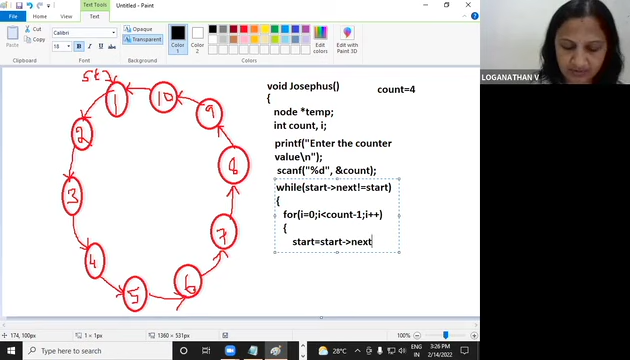 Untitled - Paint
Text Tools
File
Home
View
Text
Paste
Cut
Copy
Clipboard
Calibri
18
B
I
U
Opaque
Transparent
Color 1
Color 2
Edit colors
Edit with Paint 3D
Colors
LOGANATHAN V
st
1
10
9
8
7
6
5
4
3
2
void Josephus()
count=4
{
node *temp;
int count, i;
printf("Enter the counter
value\n");
scanf("%d", &count);
while(start->next!=start)
{
for(i=0;i<count-1;i++)
{
start=start->next
174, 100px
1 × 1px
1360 × 531px
100%
Type here to search
28°C
ENG
IN
3:26 PM
2/14/2022